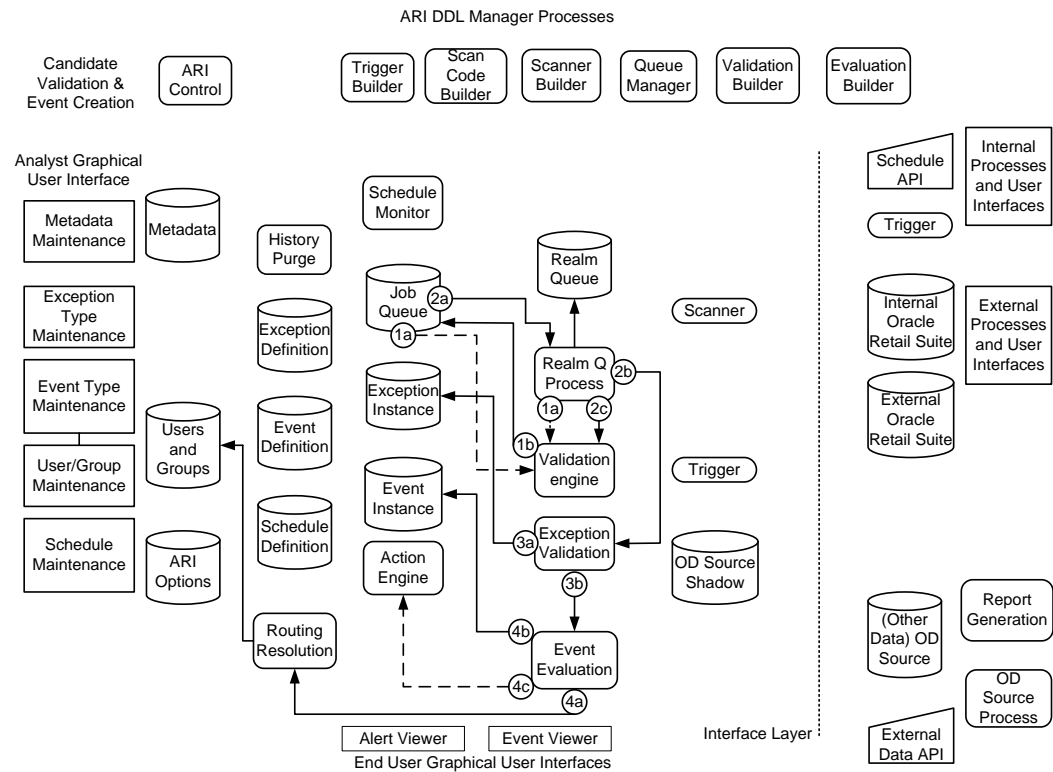 ARI DDL Manager Processes
Candidate
Validation &
Event Creation
ARI
Control
Trigger
Builder
Scan
Code
Builder
Scanner
Builder
Queue
Manager
Validation
Builder
Evaluation
Builder
Analyst Graphical
User Interface
Metadata
Maintenance
Metadata
Exception
Type
Maintenance
Event Type
Maintenance
User/Group
Maintenance
Schedule
Maintenance
Users
and
Groups
ARI
Options
History
Purge
Exception
Definition
Event
Definition
Schedule
Definition
Routing
Resolution
Schedule
Monitor
Job
Queue
2a
1a
Exception
Instance
Event
Instance
Action
Engine
Realm
Queue
Realm Q
Process
2b
1a
2c
1b
Validation
engine
3a
Exception
Validation
3b
4b
Event
Evaluation
4c
4a
Scanner
Trigger
OD Source
Shadow
Alert Viewer
Event Viewer
End User Graphical User Interfaces
Interface Layer
Schedule
API
Internal
Processes
and User
Interfaces
Trigger
Internal
Oracle
Retail Suite
External
Processes
and User
Interfaces
External
Oracle
Retail Suite
(Other
Data) OD
Source
Report
Generation
OD
Source
Process
External
Data API